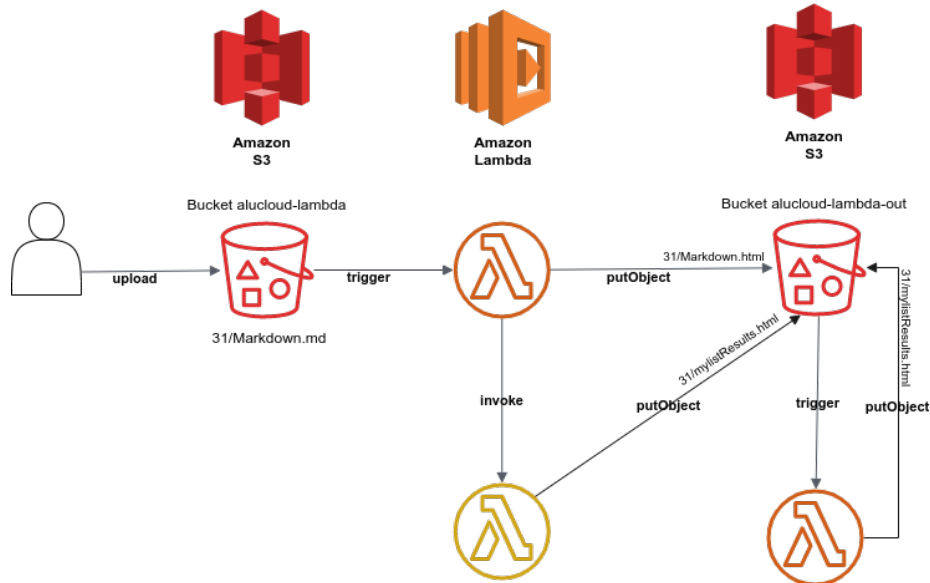 Amazon
S3
Amazon
Lambda
Amazon
S3
Bucket alucloud-lambda
Bucket alucloud-lambda-out
upload
trigger
31/Markdown.html
putObject
31/Markdown.md
31/mylistResults.html
31/mylistResults.html
invoke
putObject
trigger
putObject